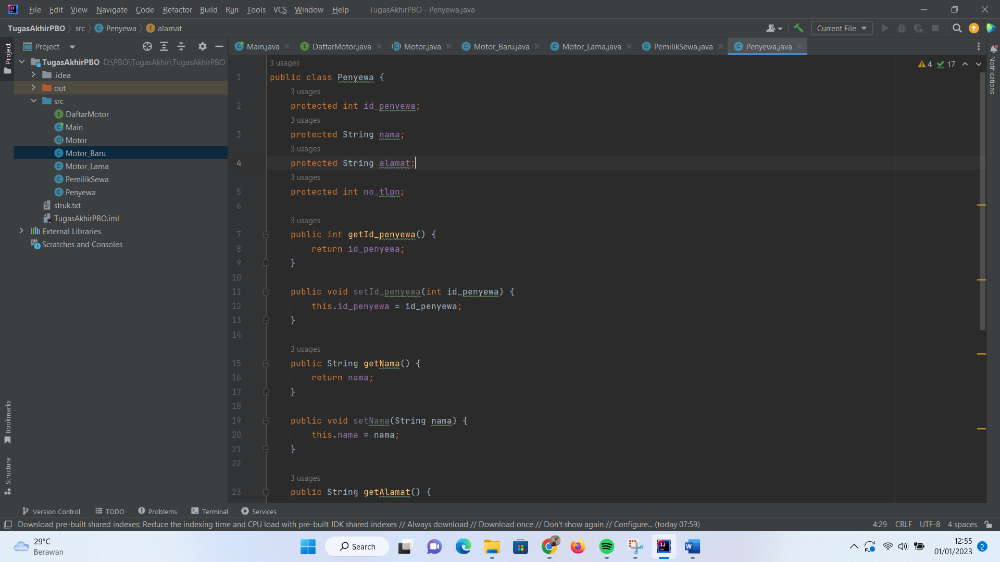 File Edit View Navigate Code Refactor Build Run Tools VCS Window Help TugasAkhirPBO - Penyewa.java
TugasAkhirPBO src Penyewa alamat Current File
Project Main.java DaftarMotor.java Motor.java Motor_Baru.java Motor_Lama.java PemilikSewa.java Penyewa.java
Project
Bookmarks
Structure
Notifications
TugasAkhirPBO D:\PBO\TugasAkhir\TugasAkhirPBO
.idea
out
src
DaftarMotor
Main
Motor
Motor_Baru
Motor_Lama
PemilikSewa
Penyewa
struk.txt
TugasAkhirPBO.iml
External Libraries
Scratches and Consoles
4 17
3 usages
1 public class Penyewa {
3 usages
2 protected int id_penyewa;
3 usages
3 protected String nama;
3 usages
4 protected String alamat;
3 usages
5 protected int no_tlpn;
6
3 usages
7 public int getId_penyewa() {
8 return id_penyewa;
9 }
10
11 public void setId_penyewa(int id_penyewa) {
12 this.id_penyewa = id_penyewa;
13 }
14
3 usages
15 public String getNama() {
16 return nama;
17 }
18
19 public void setNama(String nama) {
20 this.nama = nama;
21 }
22
3 usages
23 public String getAlamat() {
Version Control TODO Problems Terminal Services
Download pre-built shared indexes: Reduce the indexing time and CPU load with pre-built JDK shared indexes // Always download // Download once // Don't show again // Configure... (today 07:59) 4:29 CRLF UTF-8 4 spaces
29°C
Berawan
Search
12:55
01/01/2023
2